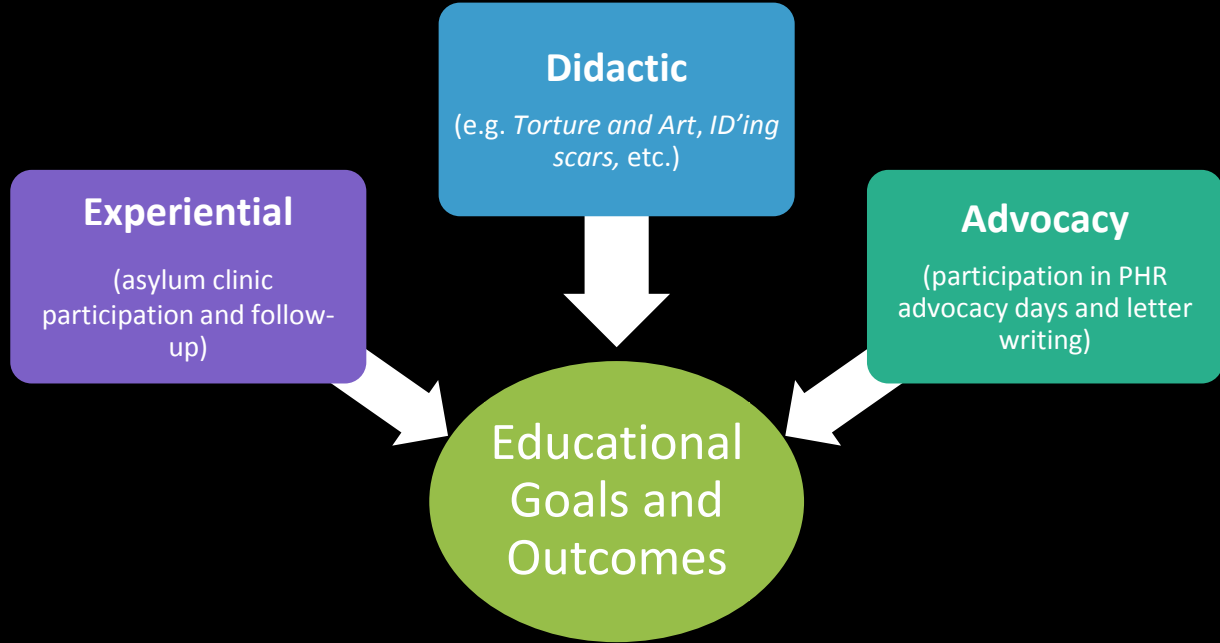 Didactic
(e.g. Torture and Art, ID’ing
scars, etc.)
Experiential
(asylum clinic
participation and follow-
up)
Advocacy
(participation in PHR
advocacy days and letter
writing)
Educational
Goals and
Outcomes